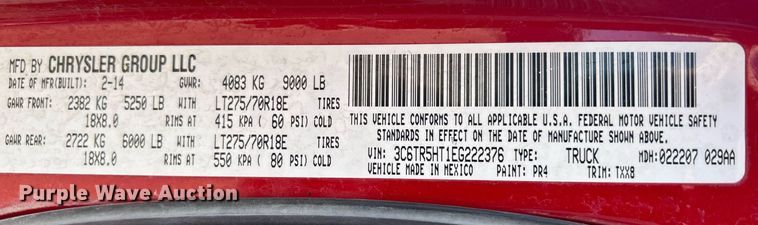 MFD BY CHRYSLER GROUP LLC
DATE OF MFR(BUILT): 2-14 GVWR: 4083 KG 9000 LB
GAWR FRONT: 2382 KG 5250 LB WITH LT275/70R18E TIRES
18X8.0 RIMS AT 415 KPA ( 60 PSI) COLD
GAWR REAR: 2722 KG 6000 LB WITH LT275/70R18E TIRES
18X8.0 RIMS AT 550 KPA ( 80 PSI) COLD
THIS VEHICLE CONFORMS TO ALL APPLICABLE U.S.A. FEDERAL MOTOR VEHICLE SAFETY
STANDARDS IN EFFECT ON THE DATE OF MANUFACTURE SHOWN ABOVE.
VIN: 3C6TR5HT1EG222376 TYPE: TRUCK MDH: 022207 029AA
VEHICLE MADE IN MEXICO PAINT: PR4 TRIM: TXX8
Purple Wave Auction